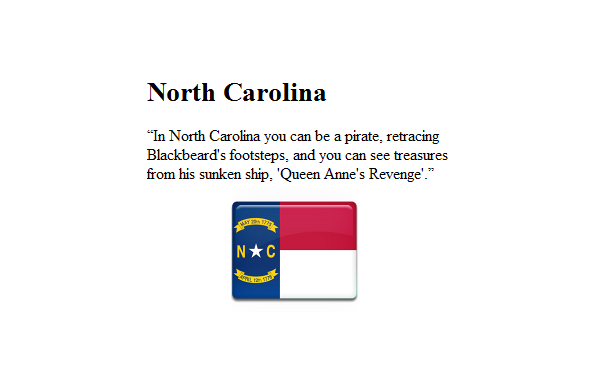 North Carolina
“In North Carolina you can be a pirate, retracing
Blackbeard's footsteps, and you can see treasures
from his sunken ship, 'Queen Anne's Revenge'.”
MAY 20th 1775
N ★ C
APRIL 12th 1776